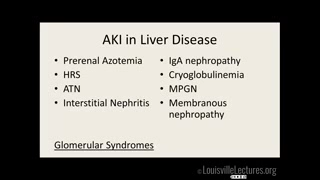 AKI in Liver Disease
• Prerenal Azotemia
• HRS
• ATN
• Interstitial Nephritis
• IgA nephropathy
• Cryoglobulinemia
• MPGN
• Membranous
nephropathy
Glomerular Syndromes
LouisvilleLectures.org